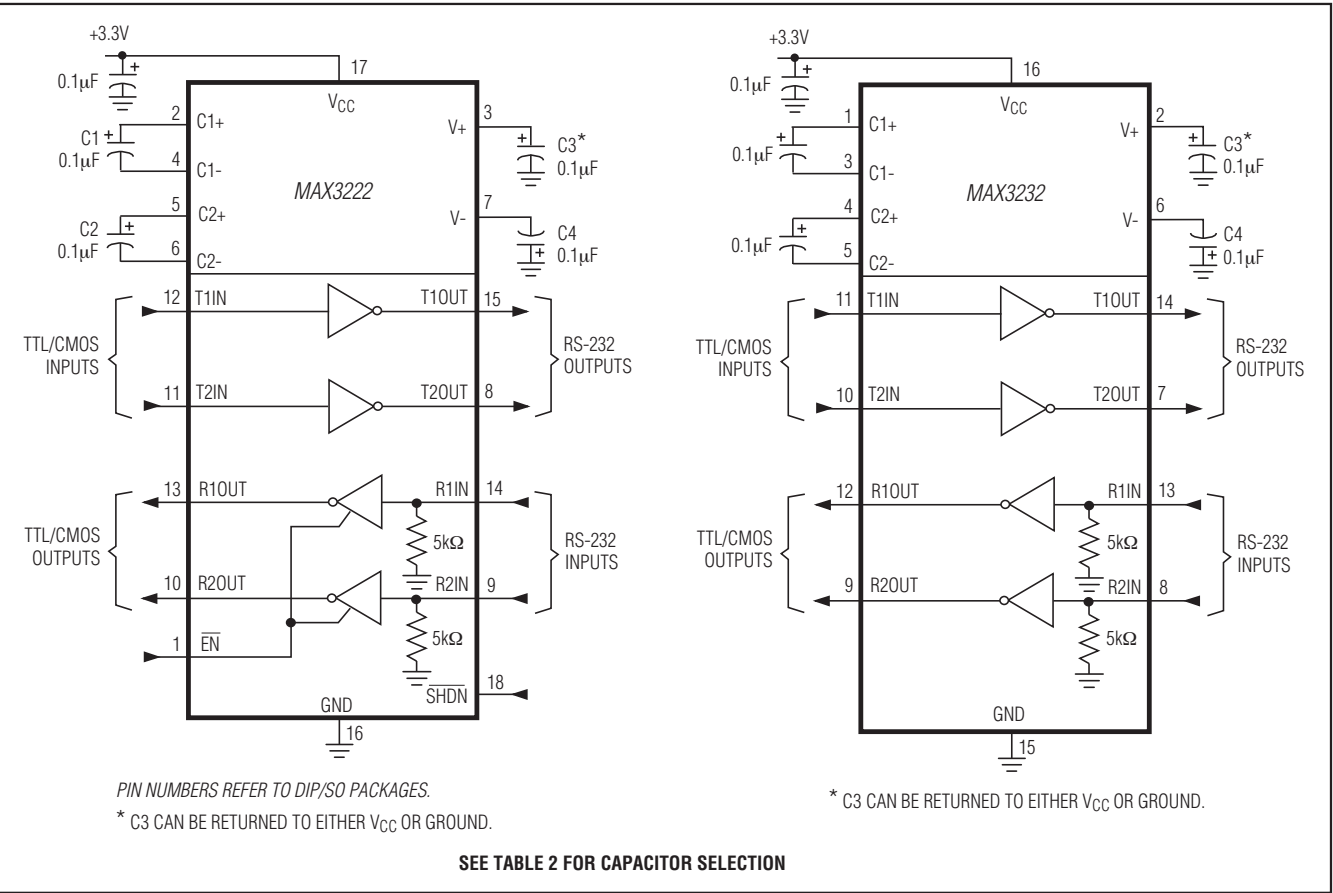 +3.3V
0.1µF
+
17
VCC
2 C1+
C1 +
0.1µF
4 C1-
5 C2+
C2 +
0.1µF
6 C2-
MAX3222
V+ 3
+ C3*
0.1µF
V- 7
C4
+ 0.1µF
12 T1IN
T1OUT 15
TTL/CMOS
INPUTS
RS-232
OUTPUTS
11 T2IN
T2OUT 8
13 R1OUT
R1IN 14
5kΩ
TTL/CMOS
OUTPUTS
RS-232
INPUTS
10 R2OUT
R2IN 9
5kΩ
1 EN
SHDN 18
GND
16
PIN NUMBERS REFER TO DIP/SO PACKAGES.
* C3 CAN BE RETURNED TO EITHER VCC OR GROUND.
+3.3V
0.1µF
+
16
VCC
1 C1+
+
0.1µF
3 C1-
4 C2+
+
0.1µF
5 C2-
MAX3232
V+ 2
+ C3*
0.1µF
V- 6
C4
+ 0.1µF
11 T1IN
T1OUT 14
TTL/CMOS
INPUTS
RS-232
OUTPUTS
10 T2IN
T2OUT 7
12 R1OUT
R1IN 13
5kΩ
TTL/CMOS
OUTPUTS
RS-232
INPUTS
9 R2OUT
R2IN 8
5kΩ
GND
15
* C3 CAN BE RETURNED TO EITHER VCC OR GROUND.
SEE TABLE 2 FOR CAPACITOR SELECTION